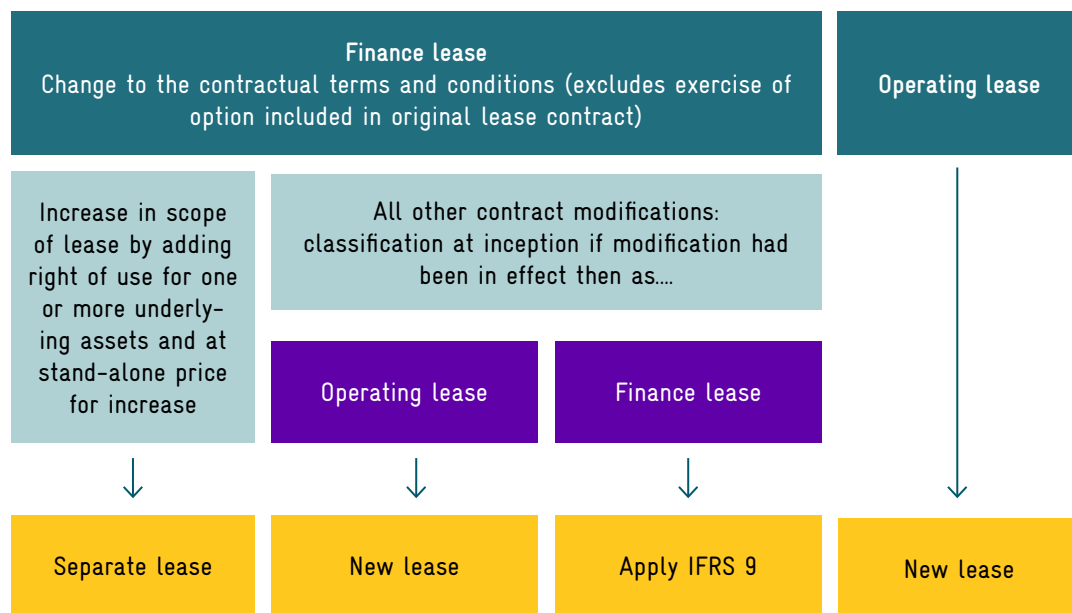 Finance lease
Change to the contractual terms and conditions (excludes exercise of
option included in original lease contract)
Operating lease
Increase in scope
of lease by adding
right of use for one
or more underly-
ing assets and at
stand-alone price
for increase
All other contract modifications:
classification at inception if modification had
been in effect then as....
Operating lease
Finance lease
Separate lease
New lease
Apply IFRS 9
New lease